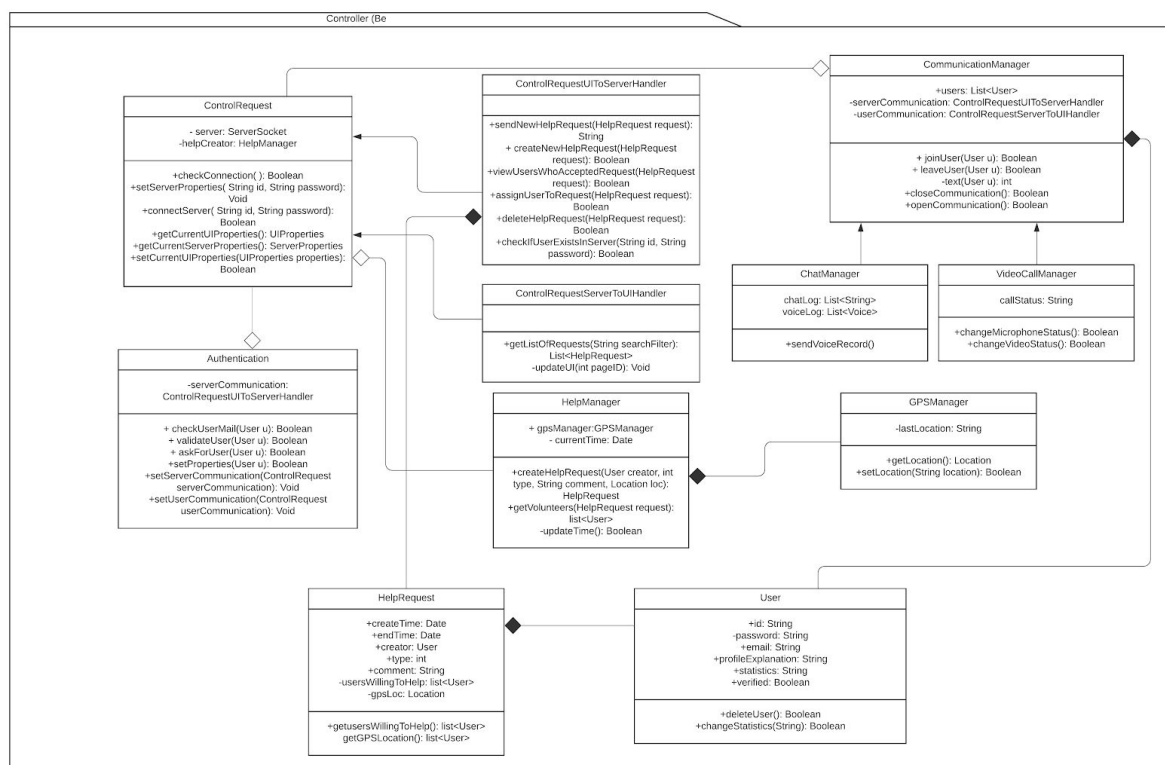 Controller (Be
ControlRequest
- server: ServerSocket
-helpCreator: HelpManager
+checkConnection( ): Boolean
+setServerProperties( String id, String password):
Void
+connectServer( String id, String password):
Boolean
+getCurrentUIProperties(): UIProperties
+getCurrentServerProperties(): ServerProperties
+setCurrentUIProperties(UIProperties properties):
Boolean
ControlRequestUIToServerHandler
+sendNewHelpRequest(HelpRequest request):
String
+ createNewHelpRequest(HelpRequest
request): Boolean
+viewUsersWhoAcceptedRequest(HelpRequest
request): Boolean
+assignUserToRequest(HelpRequest request):
Boolean
+deleteHelpRequest(HelpRequest request):
Boolean
+checkIfUserExistsInServer(String id, String
password): Boolean
CommunicationManager
+users: List<User>
-serverCommunication: ControlRequestUIToServerHandler
-userCommunication: ControlRequestServerToUIHandler
+ joinUser(User u): Boolean
+ leaveUser(User u): Boolean
-text(User u): int
+closeCommunication(): Boolean
+openCommunication(): Boolean
ControlRequestServerToUIHandler
+getListOfRequests(String searchFilter):
List<HelpRequest>
-updateUI(int pageID): Void
ChatManager
chatLog: List<String>
voiceLog: List<Voice>
+sendVoiceRecord()
VideoCallManager
callStatus: String
+changeMicrophoneStatus(): Boolean
+changeVideoStatus(): Boolean
Authentication
-serverCommunication:
ControlRequestUIToServerHandler
+ checkUserMail(User u): Boolean
+ validateUser(User u): Boolean
+ askForUser(User u): Boolean
+setProperties(User u): Boolean
+setServerCommunication(ControlRequest
serverCommunication): Void
+setUserCommunication(ControlRequest
userCommunication): Void
HelpManager
+ gpsManager:GPSManager
- currentTime: Date
+createHelpRequest(User creator, int
type, String comment, Location loc):
HelpRequest
+getVolunteers(HelpRequest request):
list<User>
-updateTime(): Boolean
GPSManager
-lastLocation: String
+getLocation(): Location
+setLocation(String location): Boolean
HelpRequest
+createTime: Date
+endTime: Date
+creator: User
+type: int
+comment: String
-usersWillingToHelp: list<User>
-gpsLoc: Location
+getusersWillingToHelp(): list<User>
getGPSLocation(): list<User>
User
+id: String
-password: String
+email: String
+profileExplanation: String
+statistics: String
+verified: Boolean
+deleteUser(): Boolean
+changeStatistics(String): Boolean